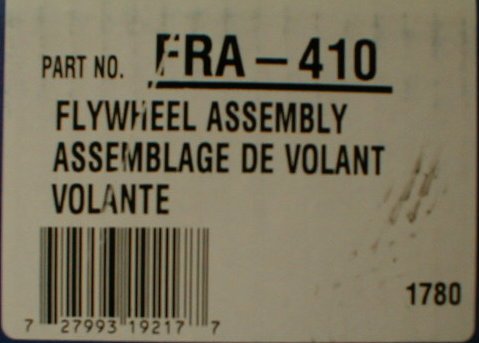 PART NO. FRA-410
FLYWHEEL ASSEMBLY
ASSEMBLAGE DE VOLANT
VOLANTE
1780
7 27993 19217 7